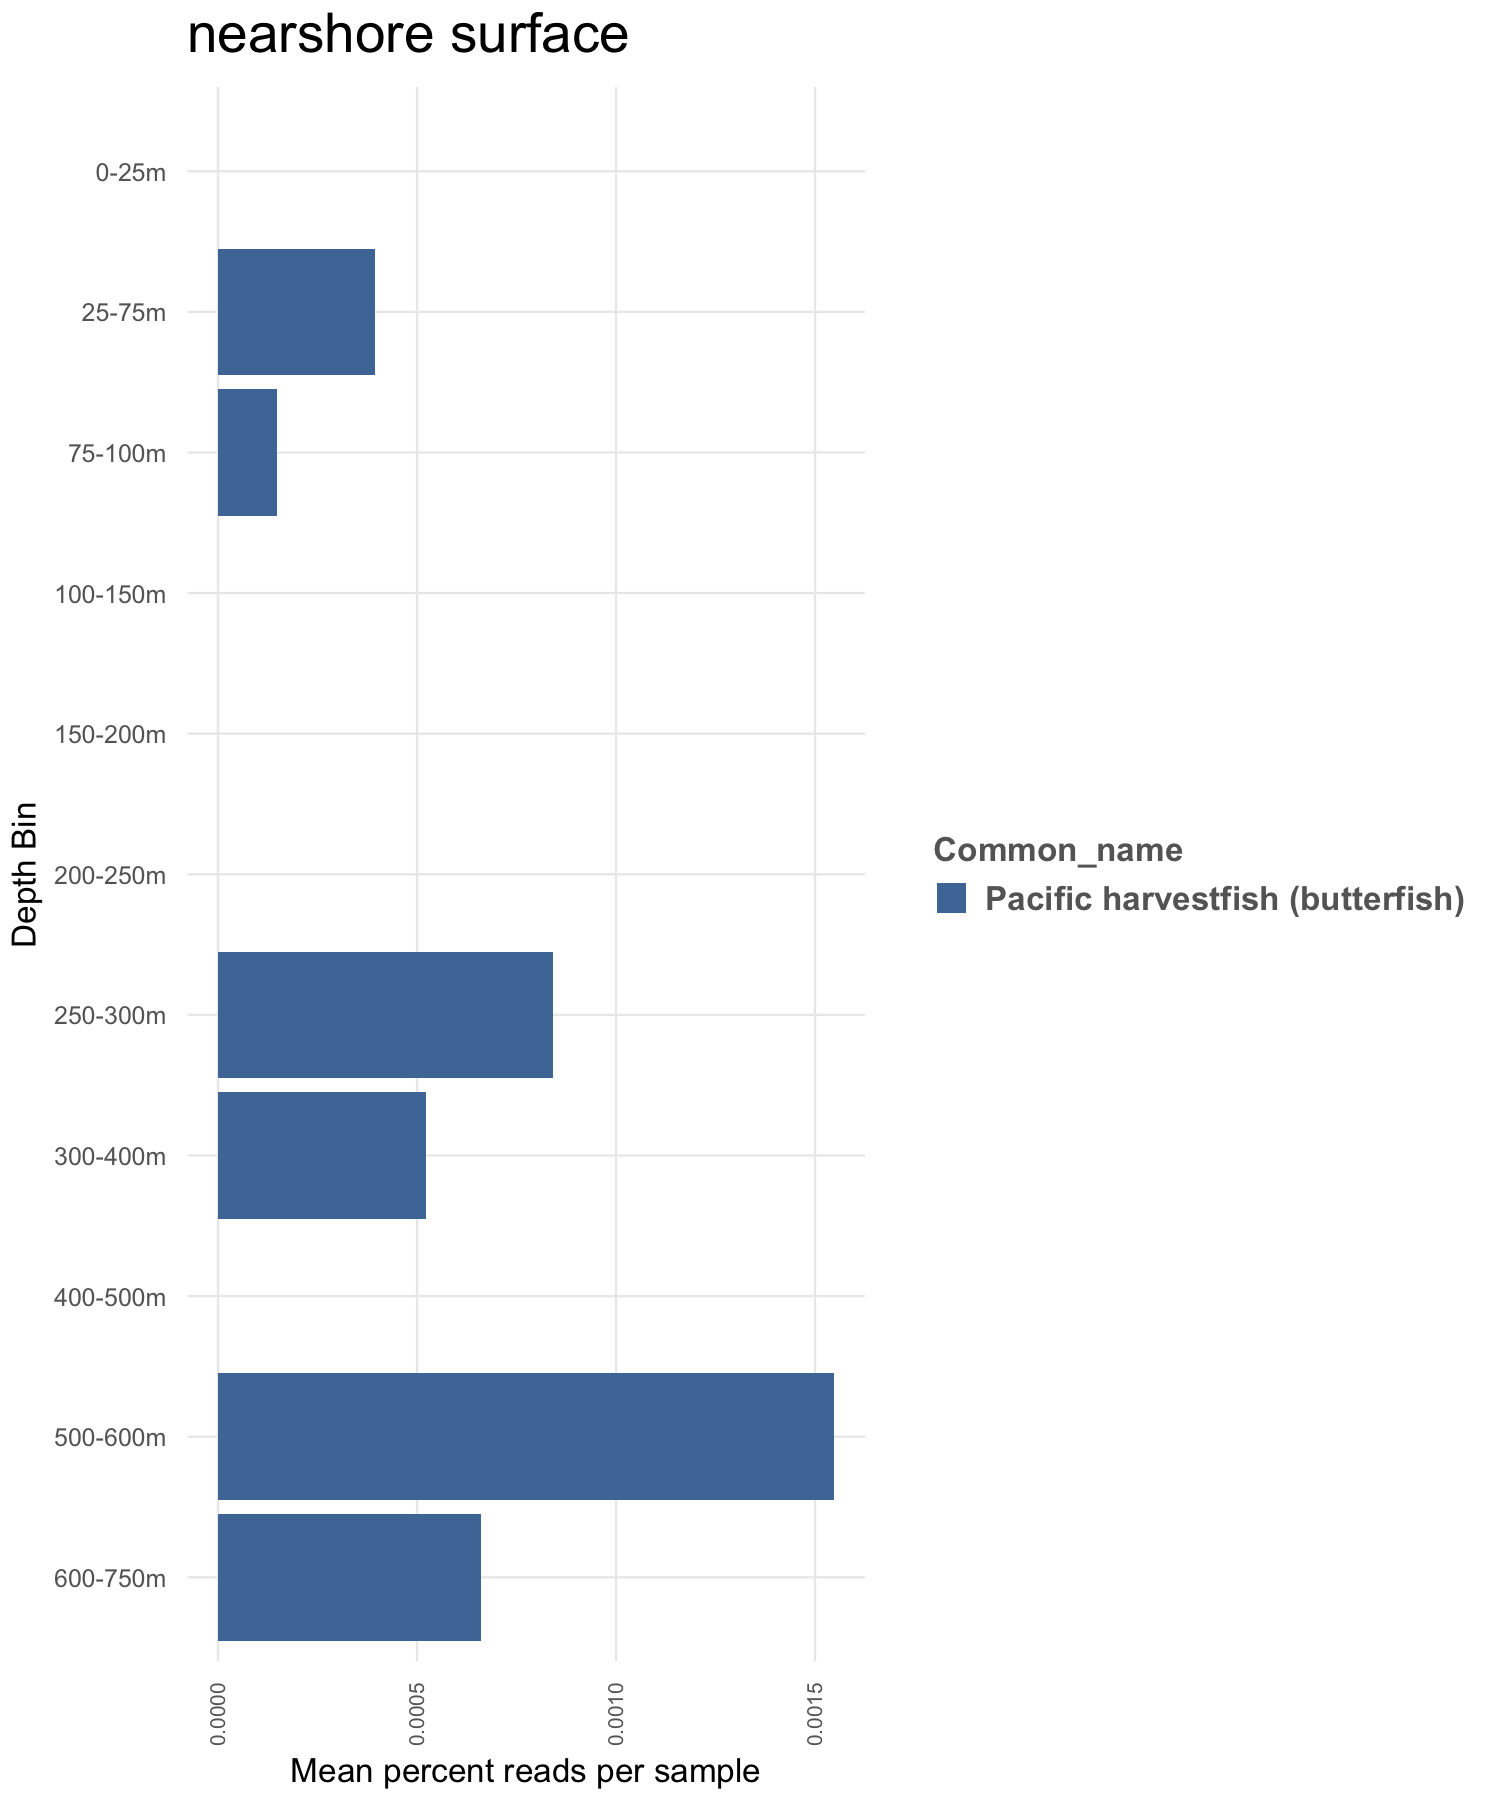 nearshore surface
0-25m
25-75m
75-100m
100-150m
150-200m
200-250m
250-300m
300-400m
400-500m
500-600m
600-750m
Depth Bin
0.0000
0.0005
0.0010
0.0015
Mean percent reads per sample
Common_name
Pacific harvestfish (butterfish)